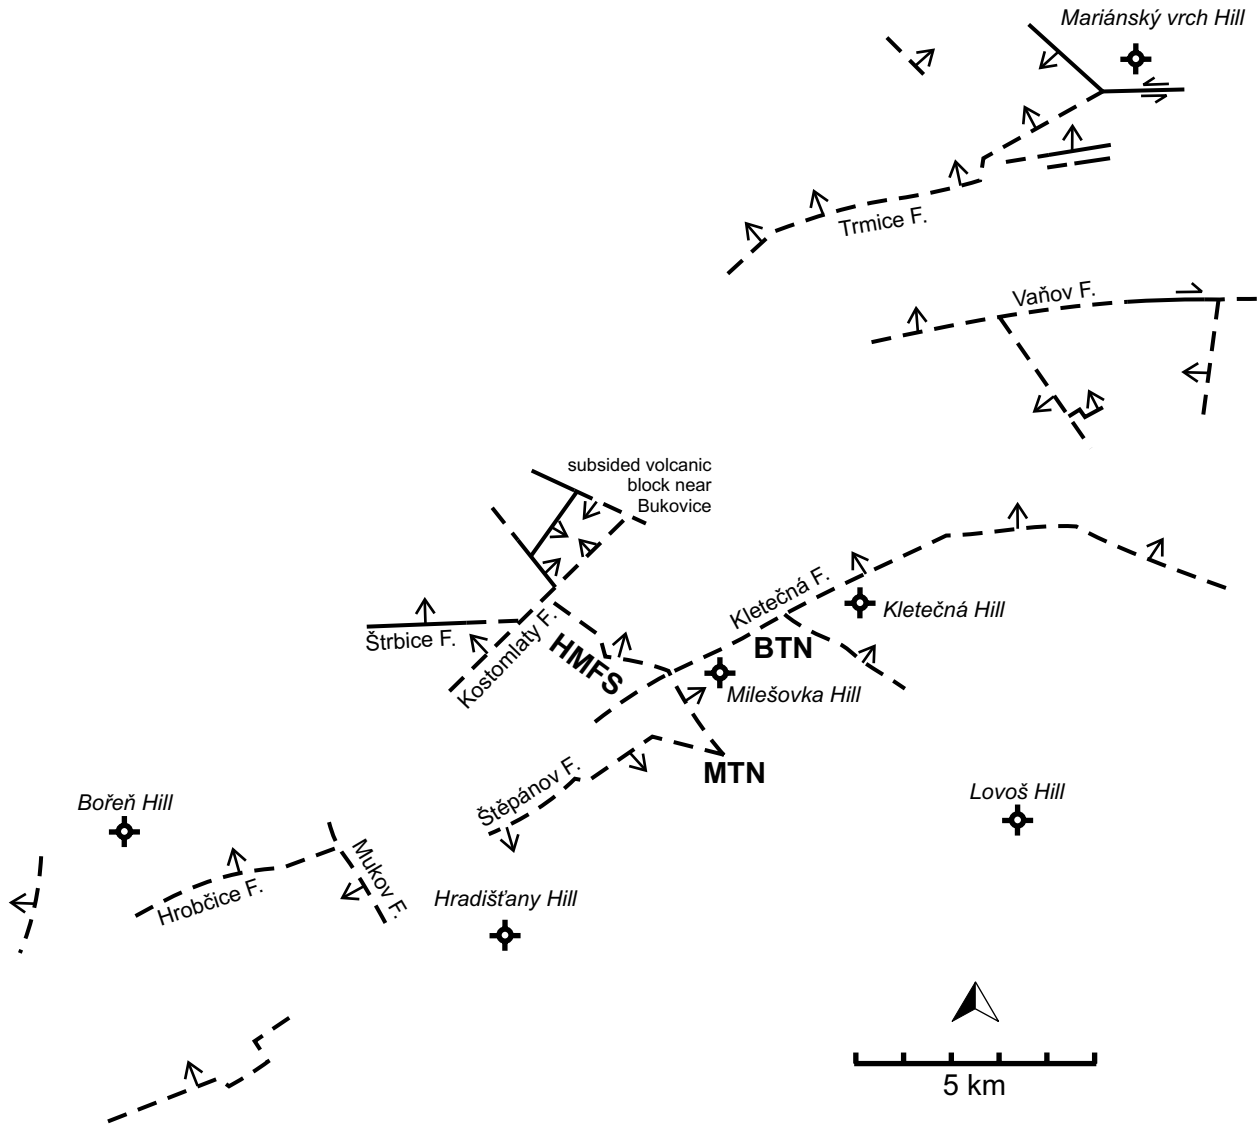 Mariánský vrch Hill
Trmice F.
Vaňov F.
subsided volcanic
block near
Bukovice
Kletečná F.
Kletečná Hill
Štrbice F.
Kostomlaty F.
HMFS
BTN
Milešovka Hill
MTN
Štěpánov F.
Bořeň Hill
Lovoš Hill
Hrobčice F.
Mukov F.
Hradišťany Hill
5 km